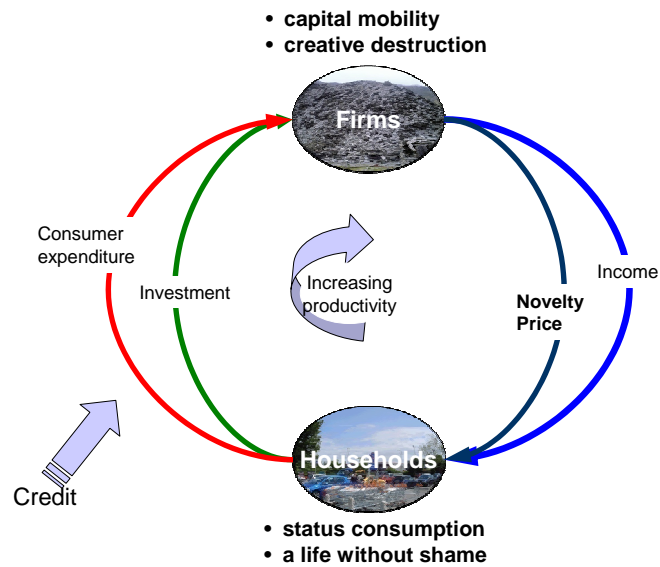 • capital mobility
• creative destruction
Firms
Consumer
expenditure
Investment
Increasing
productivity
Novelty
Price
Income
Credit
Households
• status consumption
• a life without shame